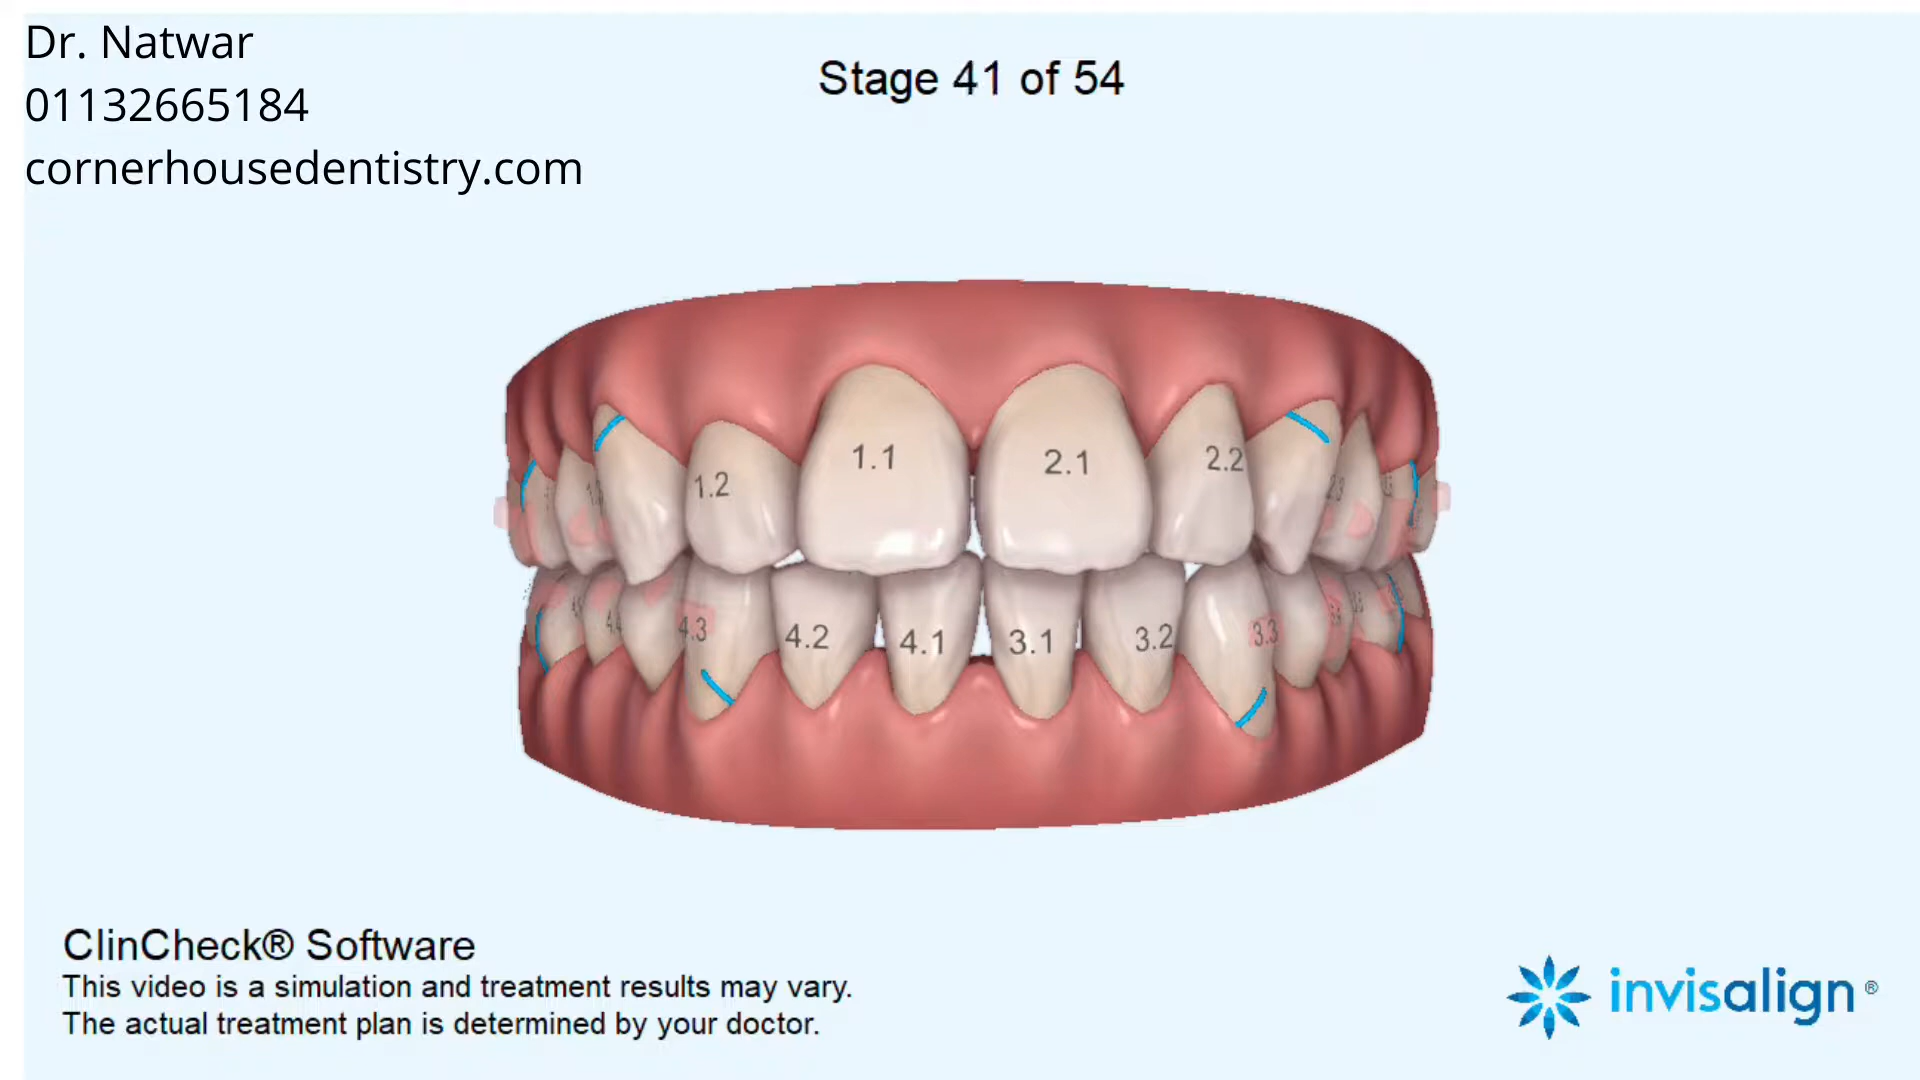 Dr. Natwar
01132665184
cornerhousedentistry.com
Stage 41 of 54
1.1
2.1
2.2
1.2
4.3
4.2
4.1
3.1
3.2
3.3
ClinCheck® Software
This video is a simulation and treatment results may vary.
The actual treatment plan is determined by your doctor.
invisalign®